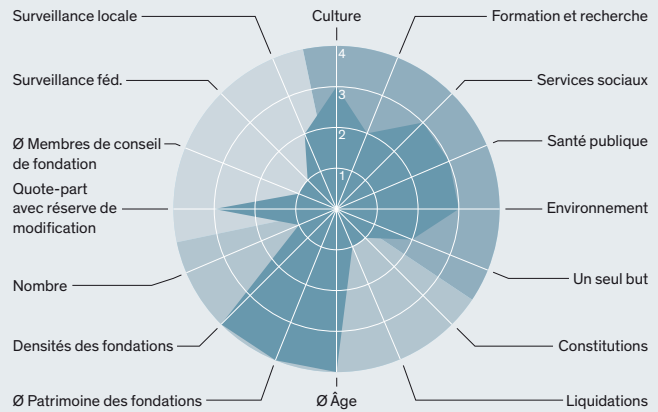 Surveillance locale
Culture
Formation et recherche
Surveillance féd.
Services sociaux
Ø Membres de conseil
de fondation
Santé publique
Quote-part
avec réserve de
modification
Environnement
Nombre
Un seul but
Densités des fondations
Constitutions
Ø Patrimoine des fondations
Ø Âge
Liquidations
4
3
2
1